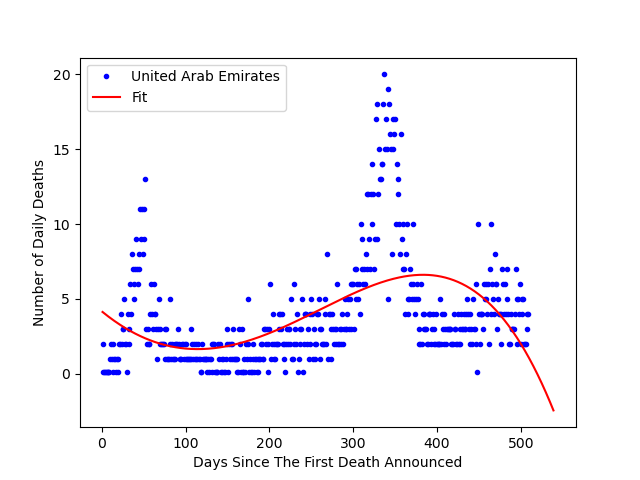 United Arab Emirates
Fit
Number of Daily Deaths
20
15
10
5
0
0 100 200 300 400 500
Days Since The First Death Announced